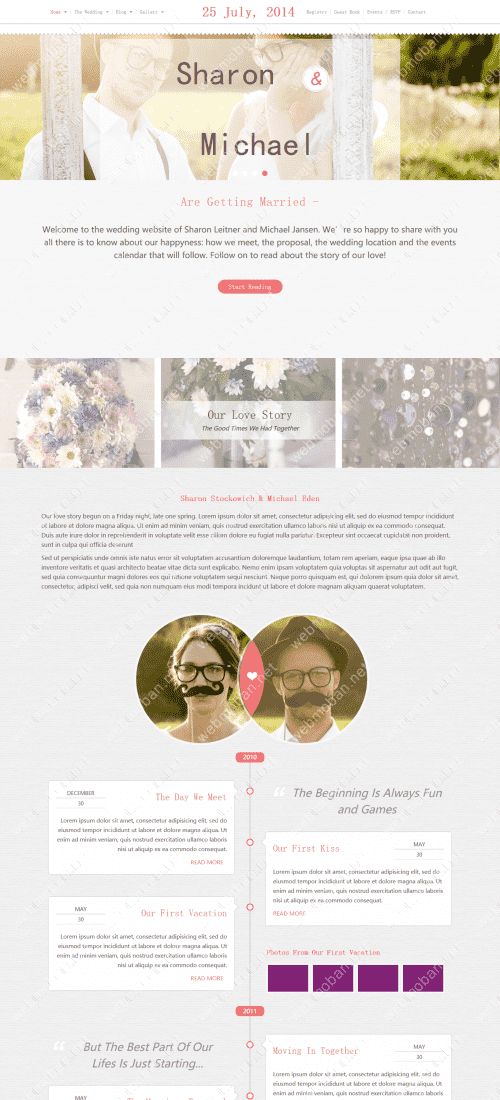 Home | The Wedding | Blog | Gallery
25 July, 2014
Registry | Guest Book | Events / RSVP | Contact
Sharon &
Michael
Are Getting Married -
Welcome to the wedding website of Sharon Leitner and Michael Jansen. We're so happy to share with you
all there is to know about our happyness: how we meet, the proposal, the wedding location and the events
calendar that will follow. Follow on to read about the story of our love!
Start Reading
Our Love Story
The Good Times We Had Together
Sharon Stockowich & Michael Eden
Our love story begun on a Friday night, late one spring. Lorem ipsum dolor sit amet, consectetur adipisicing elit, sed do eiusmod tempor incididunt
ut labore et dolore magna aliqua. Ut enim ad minim veniam, quis nostrud exercitation ullamco laboris nisi ut aliquip ex ea commodo consequat.
Duis aute irure dolor in reprehenderit in voluptate velit esse cillum dolore eu fugiat nulla pariatur. Excepteur sint occaecat cupidatat non proident,
sunt in culpa qui officia deserunt
Sed ut perspiciatis unde omnis iste natus error sit voluptatem accusantium doloremque laudantium, totam rem aperiam, eaque ipsa quae ab illo
inventore veritatis et quasi architecto beatae vitae dicta sunt explicabo. Nemo enim ipsam voluptatem quia voluptas sit aspernatur aut odit aut fugit,
sed quia consequuntur magni dolores eos qui ratione voluptatem sequi nesciunt. Neque porro quisquam est, qui dolorem ipsum quia dolor sit amet,
consectetur, adipisci velit, sed quia non numquam eius modi tempora incidunt ut labore et dolore magnam aliquam quaerat voluptatem.
webmoban.net
2010
DECEMBER
30
The Day We Meet
Lorem ipsum dolor sit amet, consectetur adipisicing elit, sed do
eiusmod tempor incididunt ut labore et dolore magna aliqua. Ut
enim ad minim veniam, quis nostrud exercitation ullamco laboris
nisi ut aliquip ex ea commodo consequat.
READ MORE
“ The Beginning Is Always Fun
and Games
Our First Kiss
MAY
30
Lorem ipsum dolor sit amet, consectetur adipisicing elit, sed do
eiusmod tempor incididunt ut labore et dolore magna aliqua. Ut
enim ad minim veniam, quis nostrud exercitation ullamco laboris
nisi ut aliquip ex ea commodo consequat.
READ MORE
MAY
30
Our First Vacation
Lorem ipsum dolor sit amet, consectetur adipisicing elit, sed do
eiusmod tempor incididunt ut labore et dolore magna aliqua. Ut
enim ad minim veniam, quis nostrud exercitation ullamco laboris
nisi ut aliquip ex ea commodo consequat.
READ MORE
Photos From Our First Vacation
2011
“ But The Best Part Of Our
Lifes Is Just Starting...
Moving In Together
MAY
30
Lorem ipsum dolor sit amet, consectetur adipisicing elit, sed do
eiusmod tempor incididunt ut labore et dolore magna aliqua. Ut
MAY